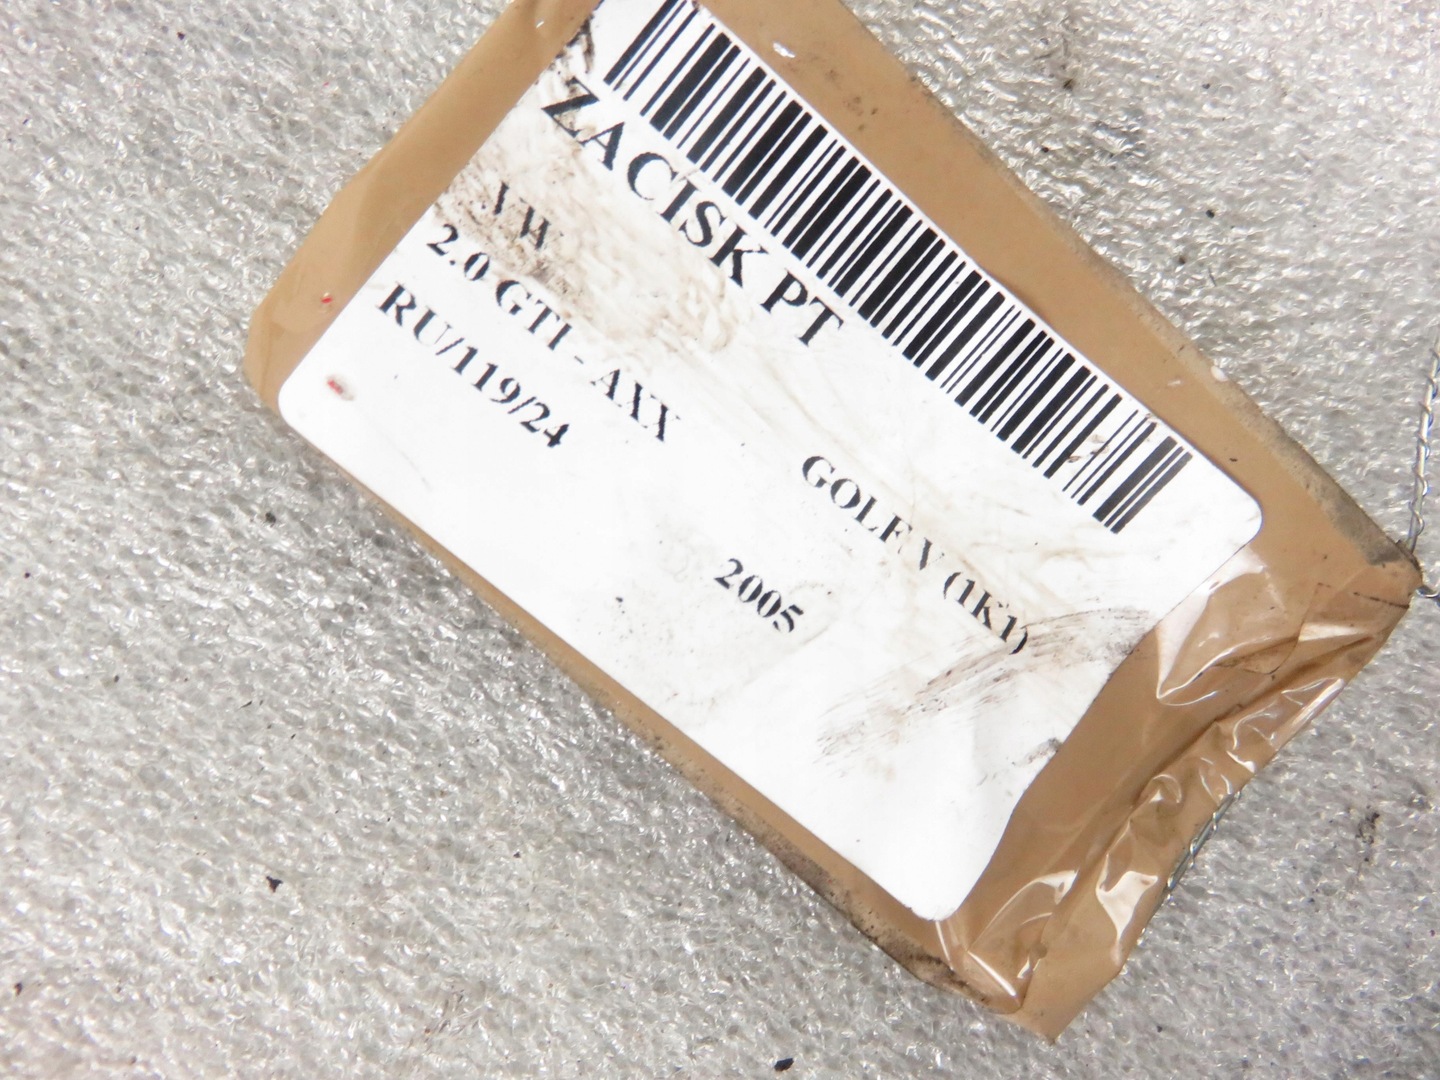 ZACISK PT
VW
GOLF V (1K1)
2.0 GTI - AXX
2005
RU/119/24